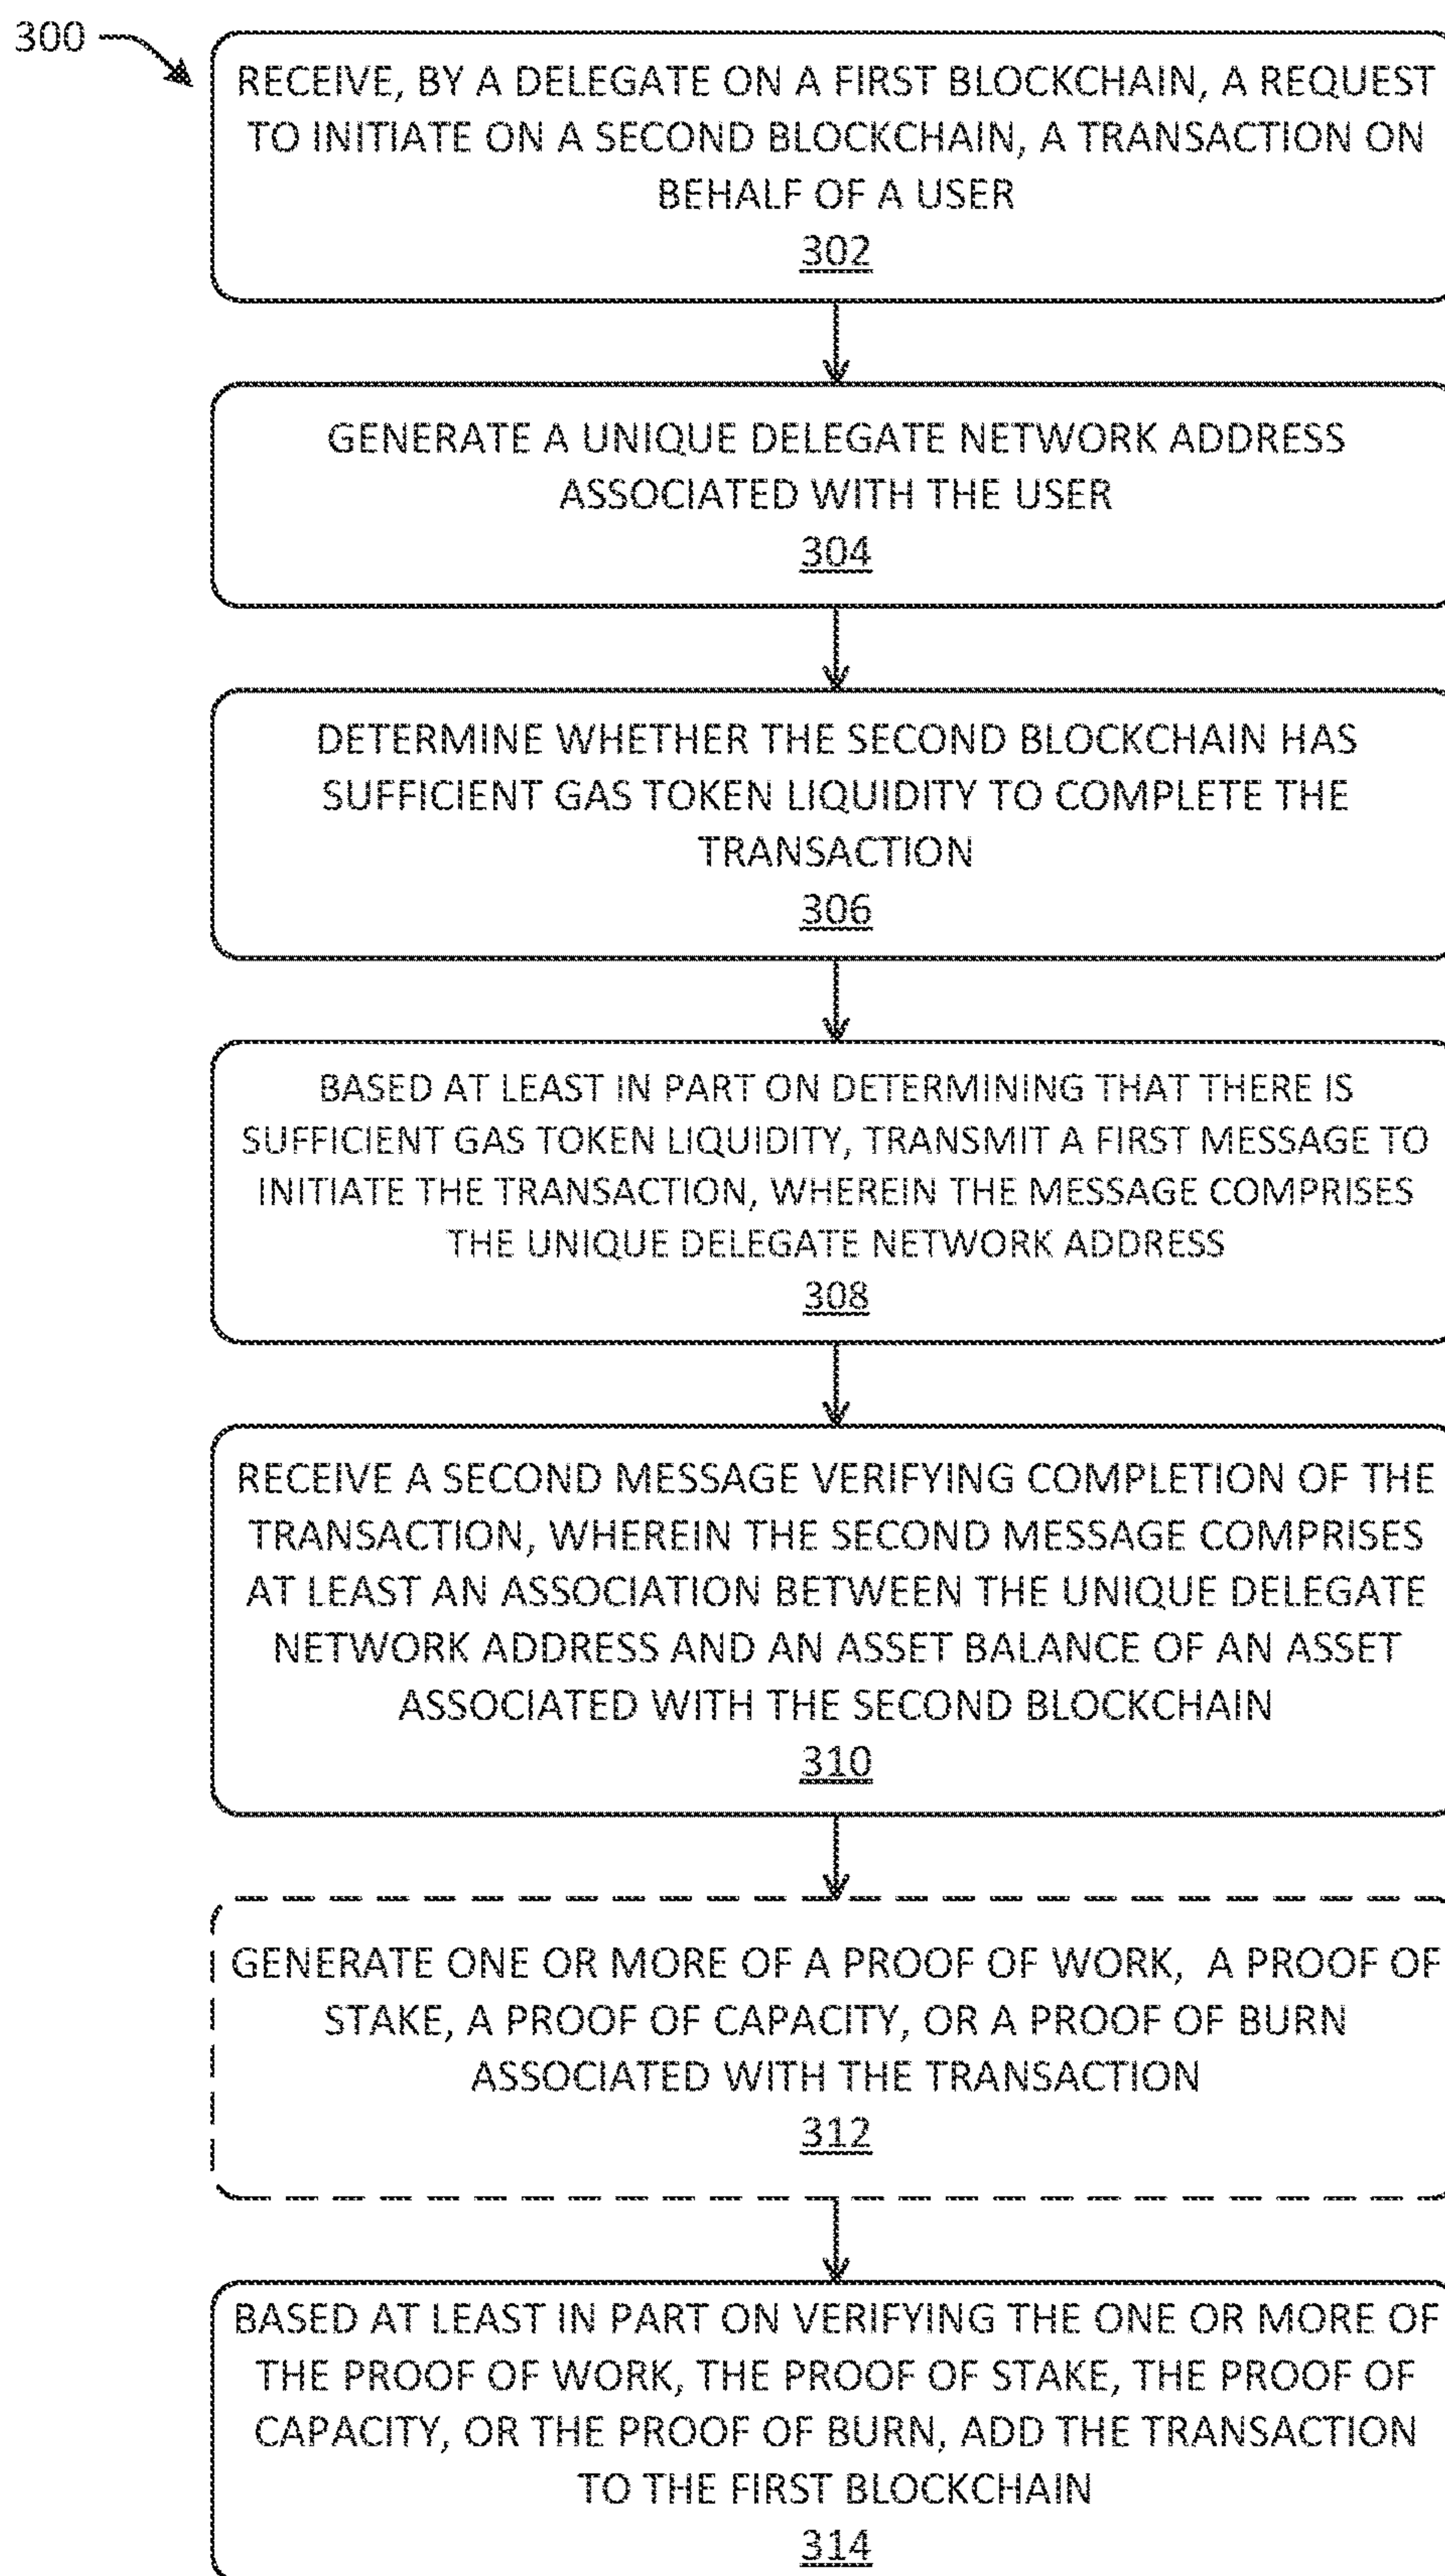 300
RECEIVE, BY A DELEGATE ON A FIRST BLOCKCHAIN, A REQUEST
TO INITIATE ON A SECOND BLOCKCHAIN, A TRANSACTION ON
BEHALF OF A USER
302
GENERATE A UNIQUE DELEGATE NETWORK ADDRESS
ASSOCIATED WITH THE USER
304
DETERMINE WHETHER THE SECOND BLOCKCHAIN HAS
SUFFICIENT GAS TOKEN LIQUIDITY TO COMPLETE THE
TRANSACTION
306
BASED AT LEAST IN PART ON DETERMINING THAT THERE IS
SUFFICIENT GAS TOKEN LIQUIDITY, TRANSMIT A FIRST MESSAGE TO
INITIATE THE TRANSACTION, WHEREIN THE MESSAGE COMPRISES
THE UNIQUE DELEGATE NETWORK ADDRESS
308
RECEIVE A SECOND MESSAGE VERIFYING COMPLETION OF THE
TRANSACTION, WHEREIN THE SECOND MESSAGE COMPRISES
AT LEAST AN ASSOCIATION BETWEEN THE UNIQUE DELEGATE
NETWORK ADDRESS AND AN ASSET BALANCE OF AN ASSET
ASSOCIATED WITH THE SECOND BLOCKCHAIN
310
GENERATE ONE OR MORE OF A PROOF OF WORK, A PROOF OF
STAKE, A PROOF OF CAPACITY, OR A PROOF OF BURN
ASSOCIATED WITH THE TRANSACTION
312
BASED AT LEAST IN PART ON VERIFYING THE ONE OR MORE OF
THE PROOF OF WORK, THE PROOF OF STAKE, THE PROOF OF
CAPACITY, OR THE PROOF OF BURN, ADD THE TRANSACTION
TO THE FIRST BLOCKCHAIN
314